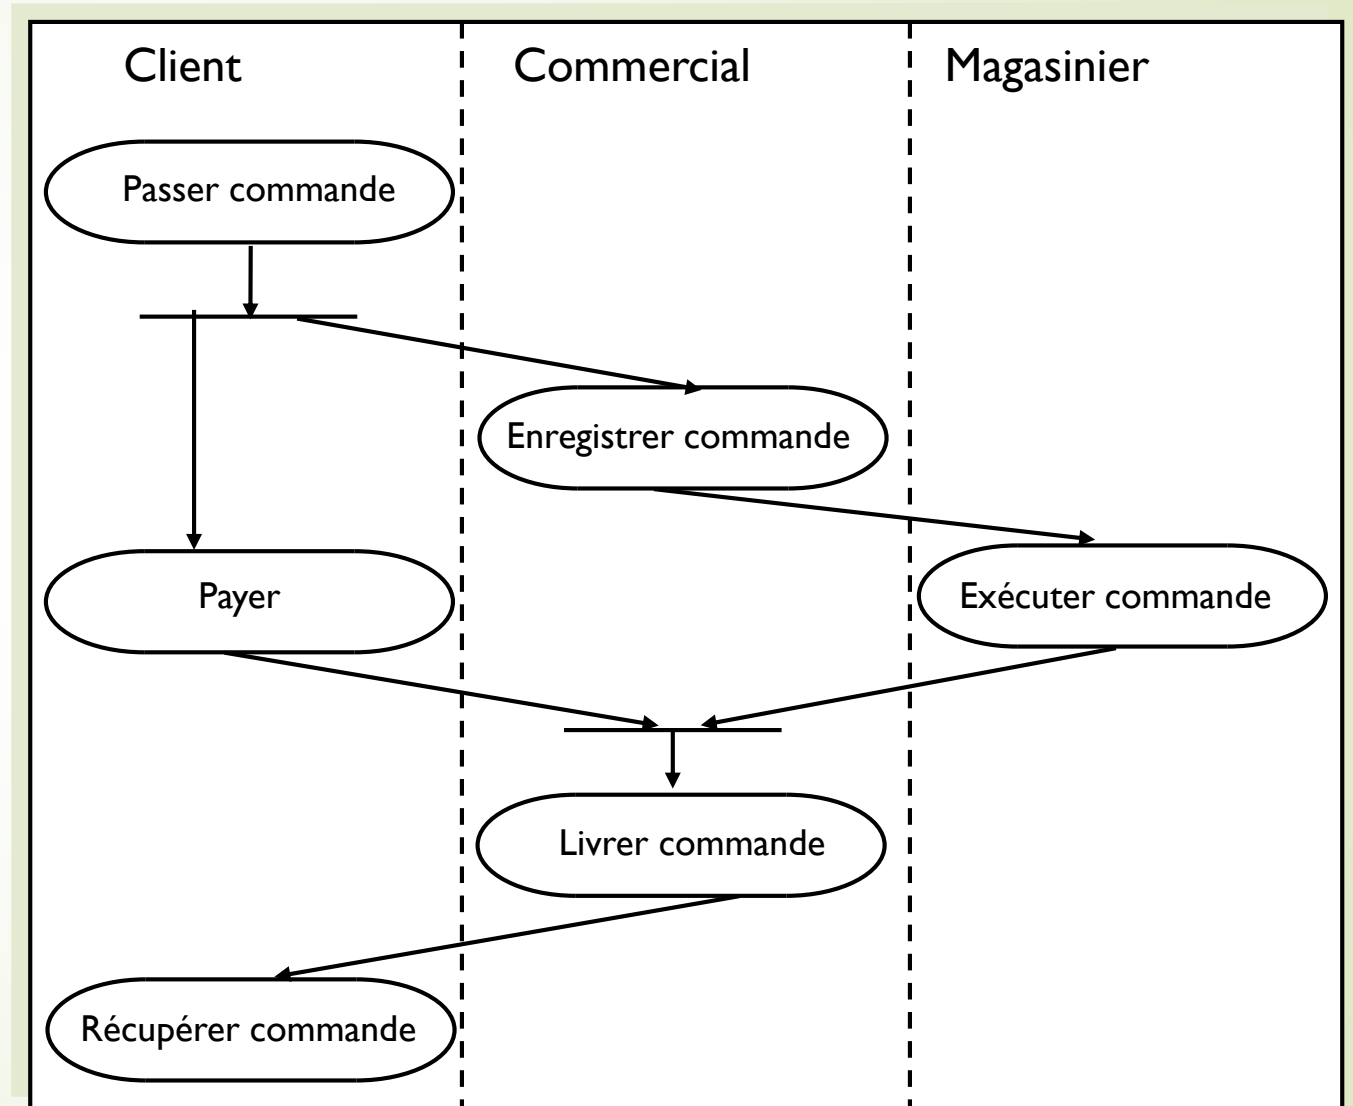 Client
Commercial
Magasinier
Passer commande
Enregistrer commande
Payer
Exécuter commande
Livrer commande
Récupérer commande